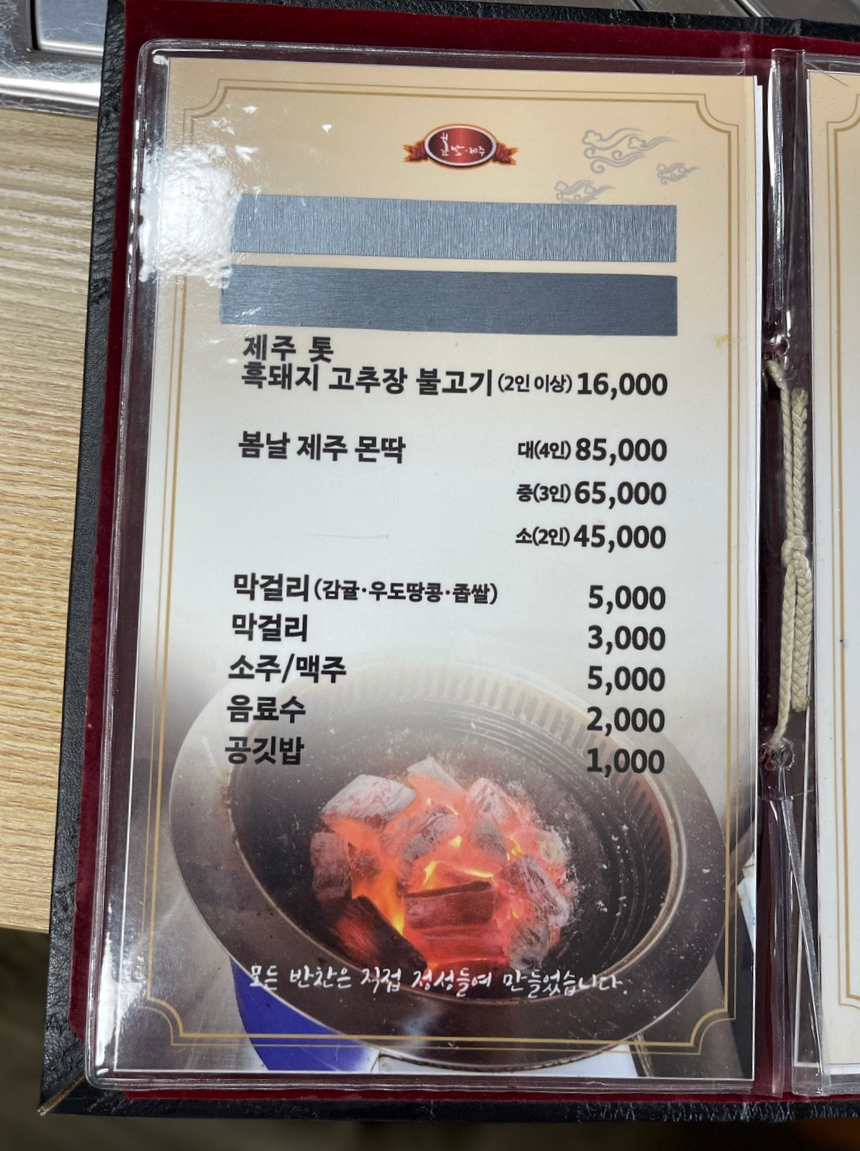 봄날·제주
제주 톳
흑돼지 고추장 불고기 (2인 이상) 16,000
봄날 제주 몬딱 대(4인) 85,000
중(3인) 65,000
소(2인) 45,000
막걸리 (감귤·우도땅콩·좁쌀) 5,000
막걸리 3,000
소주/맥주 5,000
음료수 2,000
공깃밥 1,000
모든 반찬은 직접 정성들여 만들었습니다.